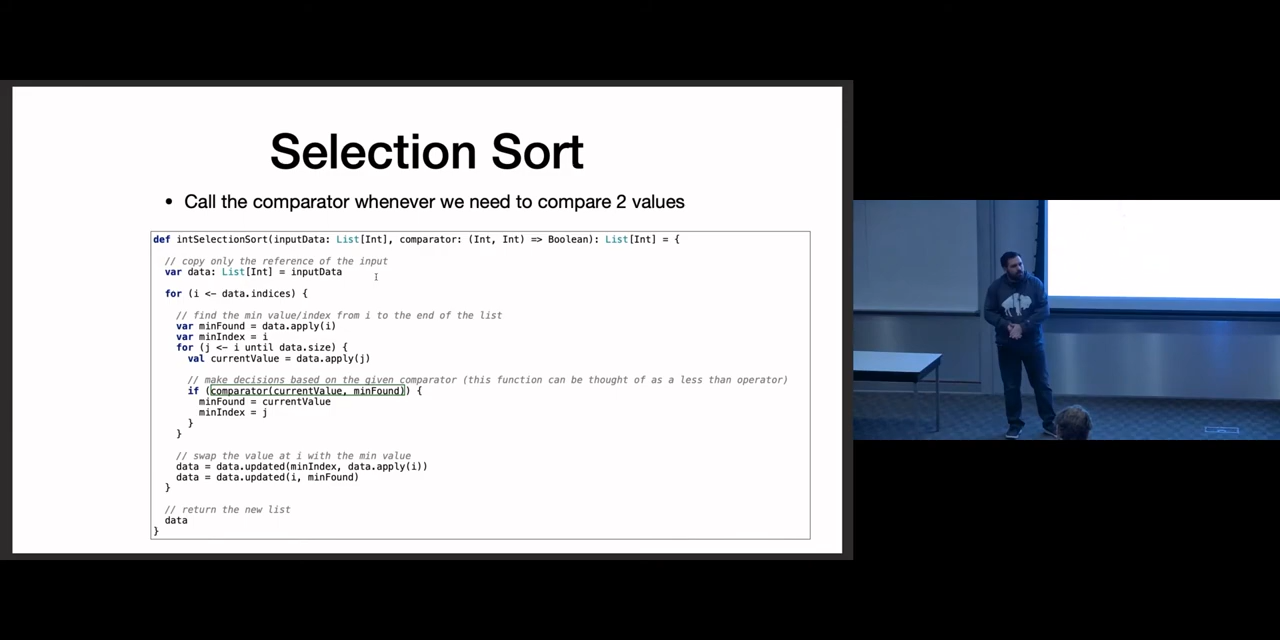 Selection Sort
• Call the comparator whenever we need to compare 2 values
def intSelectionSort(inputData: List[Int], comparator: (Int, Int) => Boolean): List[Int] = {
// copy only the reference of the input
var data: List[Int] = inputData
for (i <- data.indices) {
// find the min value/index from i to the end of the list
var minFound = data.apply(i)
var minIndex = i
for (j <- i until data.size) {
val currentValue = data.apply(j)
// make decisions based on the given comparator (this function can be thought of as a less than operator)
if (comparator(currentValue, minFound)) {
minFound = currentValue
minIndex = j
}
}
// swap the value at i with the min value
data = data.updated(minIndex, data.apply(i))
data = data.updated(i, minFound)
}
// return the new list
data
}